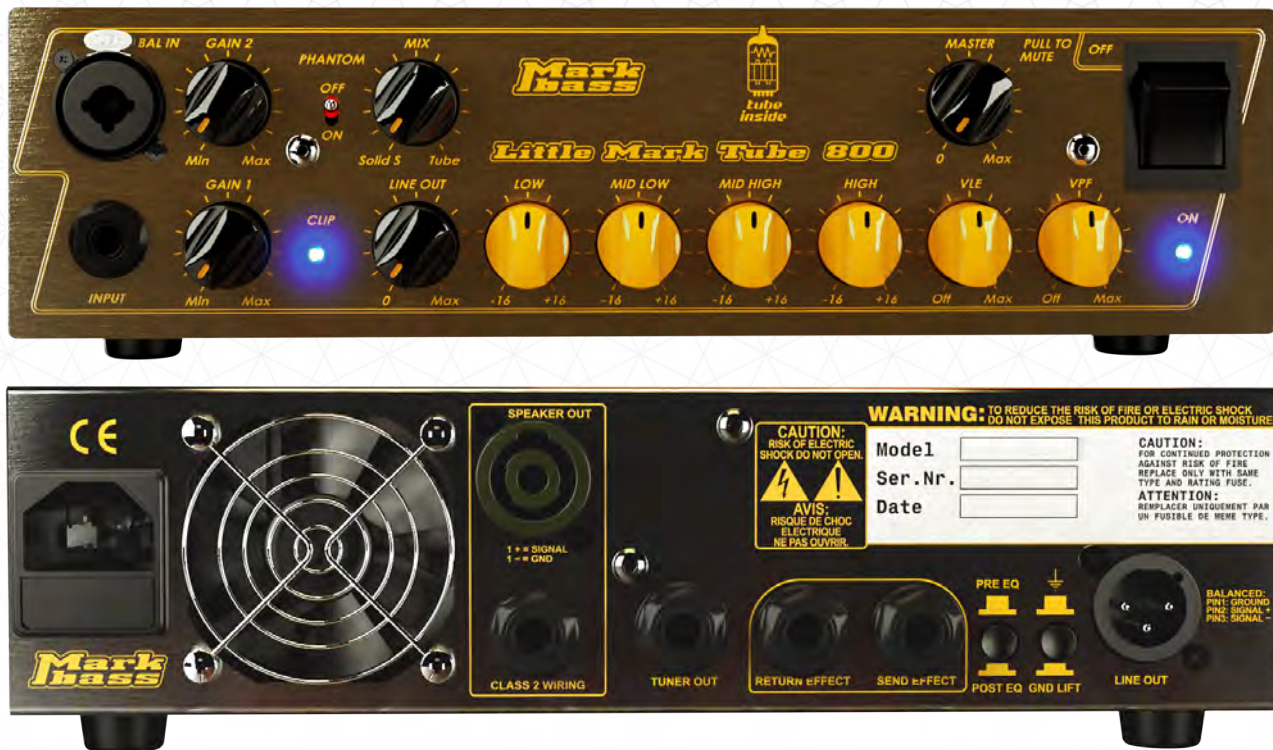 BAL IN
GAIN 2
PHANTOM
OFF
ON
MIX
Mark
bass
tube
inside
MASTER
PULL TO
MUTE
OFF
Min
Max
Solid S
Tube
0
Max
Little Mark Tube 800
GAIN 1
CLIP
LINE OUT
LOW
MID LOW
MID HIGH
HIGH
VLE
VPF
ON
INPUT
Min
Max
0
Max
-16
+16
-16
+16
-16
+16
-16
+16
Off
Max
Off
Max
CE
SPEAKER OUT
1 + = SIGNAL
1 - = GND
CLASS 2 WIRING
Mark
bass
TUNER OUT
CAUTION:
RISK OF ELECTRIC
SHOCK DO NOT OPEN.
AVIS:
RISQUE DE CHOC
ELECTRIQUE
NE PAS OUVRIR.
WARNING: TO REDUCE THE RISK OF FIRE OR ELECTRIC SHOCK
DO NOT EXPOSE THIS PRODUCT TO RAIN OR MOISTURE
Model
Ser.Nr.
Date
CAUTION:
FOR CONTINUED PROTECTION
AGAINST RISK OF FIRE
REPLACE ONLY WITH SAME
TYPE AND RATING FUSE.
ATTENTION:
REMPLACER UNIQUEMENT PAR
UN FUSIBLE DE MEME TYPE.
RETURN EFFECT
SEND EFFECT
PRE EQ
POST EQ
GND LIFT
LINE OUT
BALANCED:
PIN1: GROUND
PIN2: SIGNAL +
PIN3: SIGNAL -